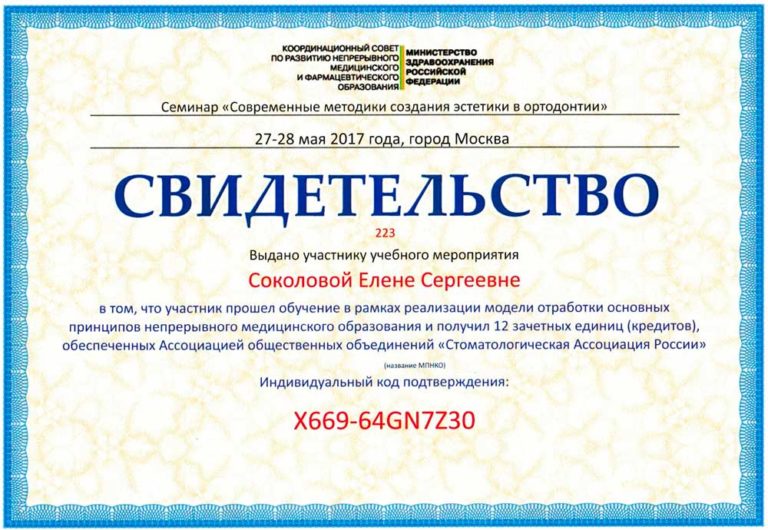 КООРДИНАЦИОННЫЙ СОВЕТ
ПО РАЗВИТИЮ НЕПРЕРЫВНОГО
МЕДИЦИНСКОГО
И ФАРМАЦЕВТИЧЕСКОГО
ОБРАЗОВАНИЯ
МИНИСТЕРСТВО
ЗДРАВООХРАНЕНИЯ
РОССИЙСКОЙ
ФЕДЕРАЦИИ
Семинар «Современные методики создания эстетики в ортодонтии»
27-28 мая 2017 года, город Москва
СВИДЕТЕЛЬСТВО
223
Выдано участнику учебного мероприятия
Соколовой Елене Сергеевне
в том, что участник прошел обучение в рамках реализации модели отработки основных
принципов непрерывного медицинского образования и получил 12 зачетных единиц (кредитов),
обеспеченных Ассоциацией общественных объединений «Стоматологическая Ассоциация России»
(название МПНКО)
Индивидуальный код подтверждения:
X669-64GN7Z30